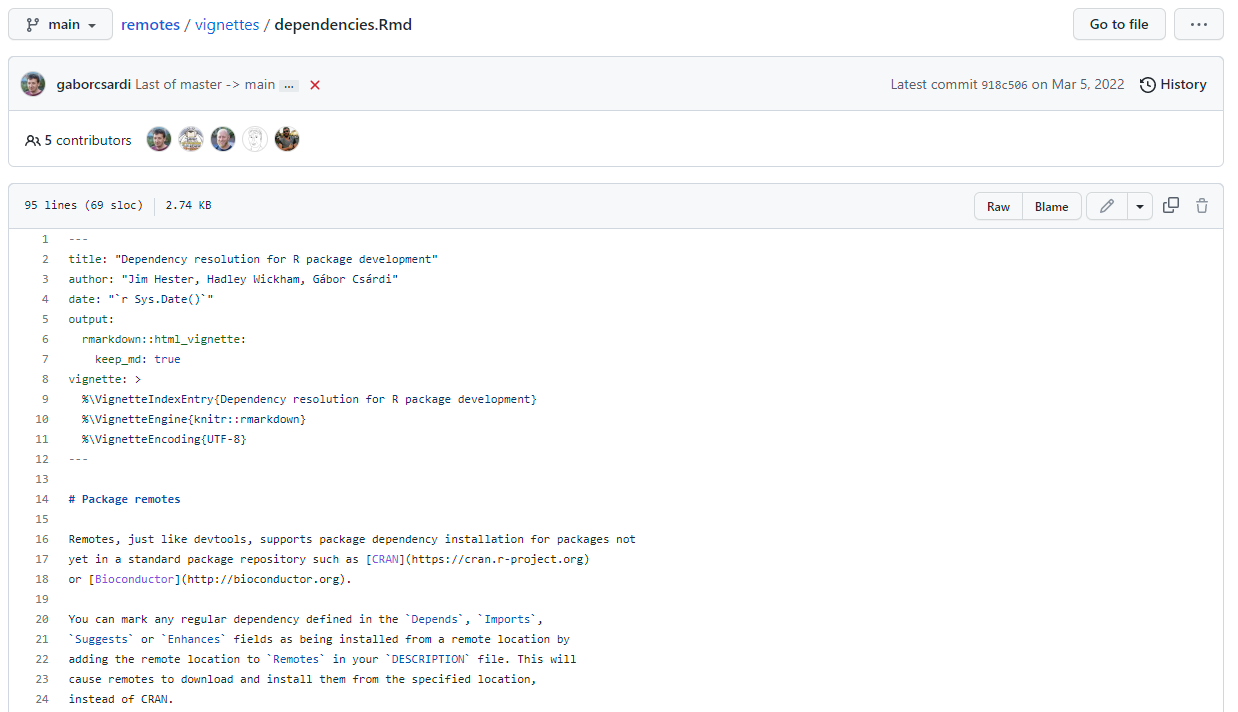 main
remotes / vignettes / dependencies.Rmd
Go to file
...
gaborcsardi Last of master -> main ...
Latest commit 918c506 on Mar 5, 2022
History
5 contributors
95 lines (69 sloc) 2.74 KB
Raw
Blame
1 ---
2 title: "Dependency resolution for R package development"
3 author: "Jim Hester, Hadley Wickham, Gábor Csárdi"
4 date: "`r Sys.Date()`"
5 output:
6 rmarkdown::html_vignette:
7 keep_md: true
8 vignette: >
9 %\VignetteIndexEntry{Dependency resolution for R package development}
10 %\VignetteEngine{knitr::rmarkdown}
11 %\VignetteEncoding{UTF-8}
12 ---
13
14 # Package remotes
15
16 Remotes, just like devtools, supports package dependency installation for packages not
17 yet in a standard package repository such as [CRAN](https://cran.r-project.org)
18 or [Bioconductor](http://bioconductor.org).
19
20 You can mark any regular dependency defined in the `Depends`, `Imports`,
21 `Suggests` or `Enhances` fields as being installed from a remote location by
22 adding the remote location to `Remotes` in your `DESCRIPTION` file. This will
23 cause remotes to download and install them from the specified location,
24 instead of CRAN.